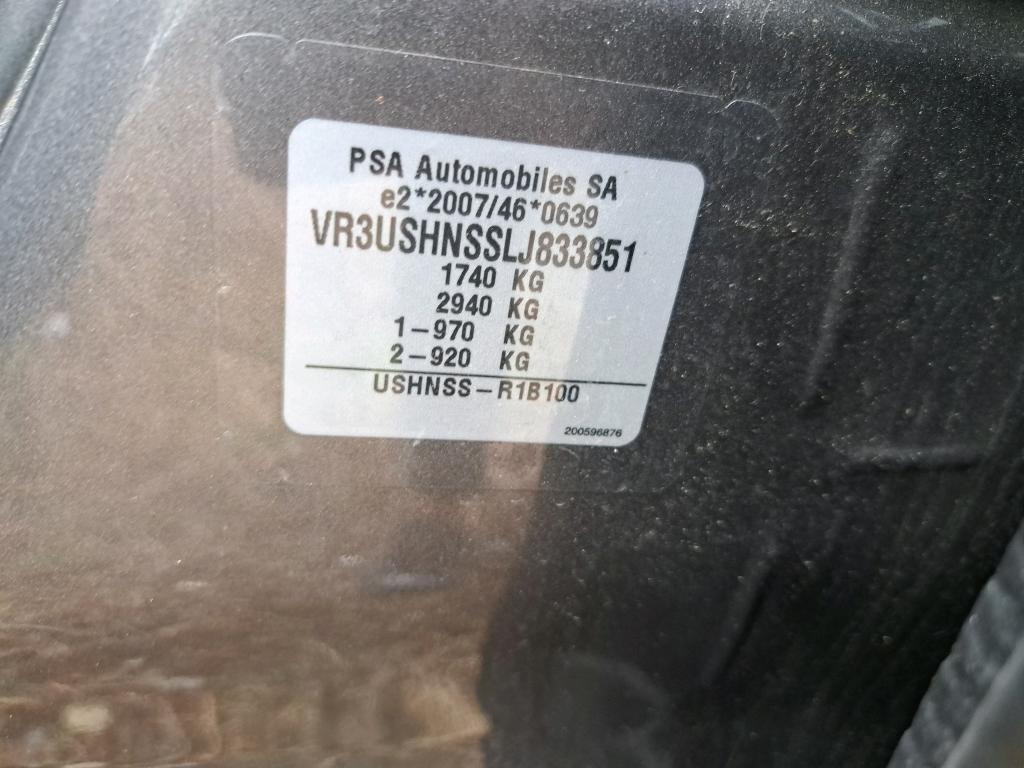 PSA Automobiles SA
e2*2007/46*0639
VR3USHNSSLJ833851
1740 KG
2940 KG
1-970 KG
2-920 KG
USHNSS-R1B100
200596876